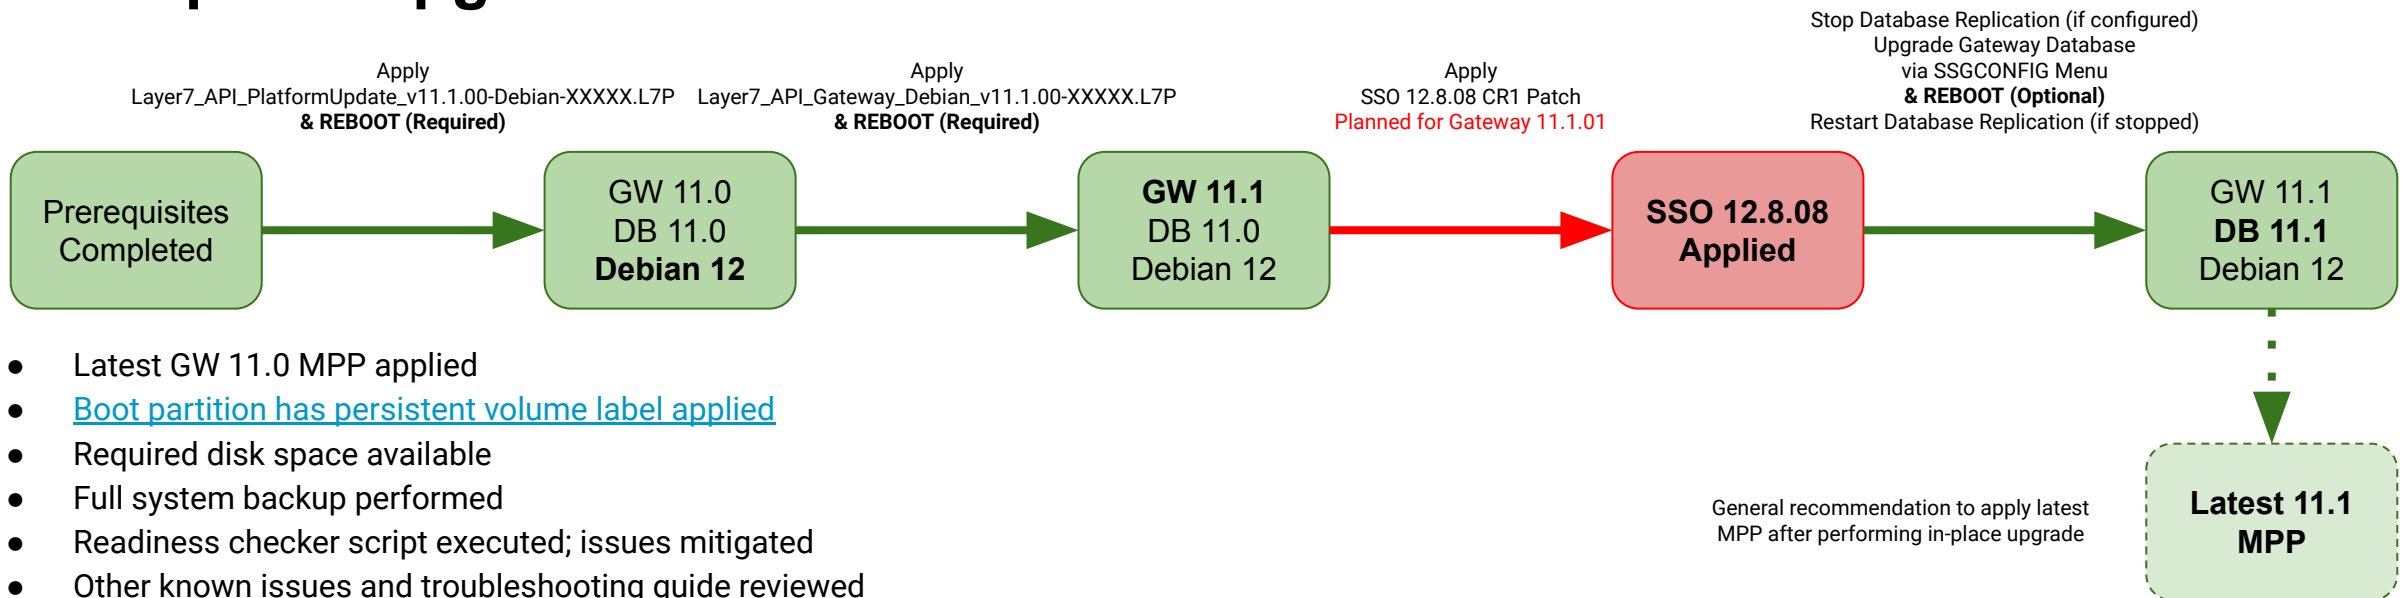 Apply
Layer7_API_PlatformUpdate_v11.1.00-Debian-XXXXX.L7P
& REBOOT (Required)
Apply
Layer7_API_Gateway_Debian_v11.1.00-XXXXX.L7P
& REBOOT (Required)
Apply
SSO 12.8.08 CR1 Patch
Planned for Gateway 11.1.01
Stop Database Replication (if configured)
Upgrade Gateway Database
via SSGCONFIG Menu
& REBOOT (Optional)
Restart Database Replication (if stopped)
Prerequisites
Completed
GW 11.0
DB 11.0
Debian 12
GW 11.1
DB 11.0
Debian 12
SSO 12.8.08
Applied
GW 11.1
DB 11.1
Debian 12
● Latest GW 11.0 MPP applied
● Boot partition has persistent volume label applied
● Required disk space available
● Full system backup performed
● Readiness checker script executed; issues mitigated
● Other known issues and troubleshooting guide reviewed
General recommendation to apply latest
MPP after performing in-place upgrade
Latest 11.1
MPP